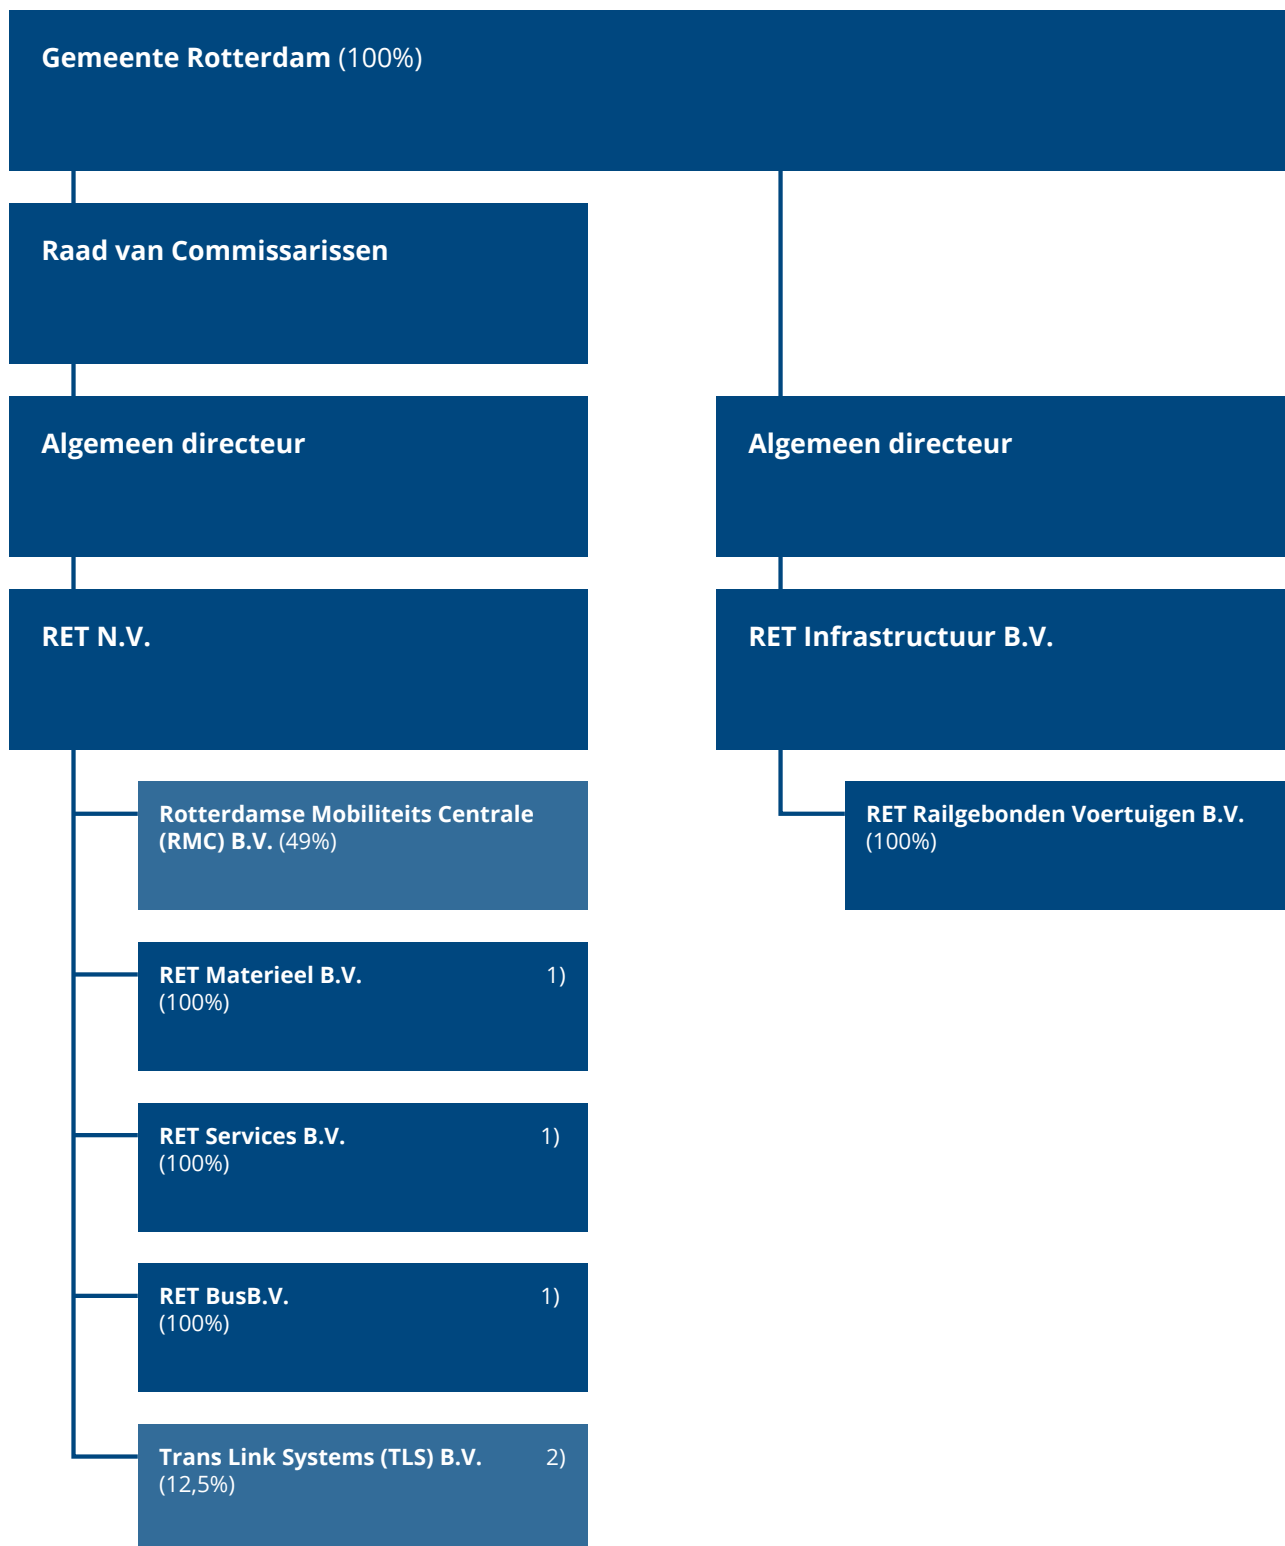 Gemeente Rotterdam (100%)
Raad van Commissarissen
Algemeen directeur
Algemeen directeur
RET N.V.
RET Infrastructuur B.V.
Rotterdamse Mobiliteits Centrale
(RMC) B.V. (49%)
RET Railgebonden Voertuigen B.V.
(100%)
RET Materieel B.V. 1)
(100%)
RET Services B.V. 1)
(100%)
RET BusB.V. 1)
(100%)
Trans Link Systems (TLS) B.V. 2)
(12,5%)